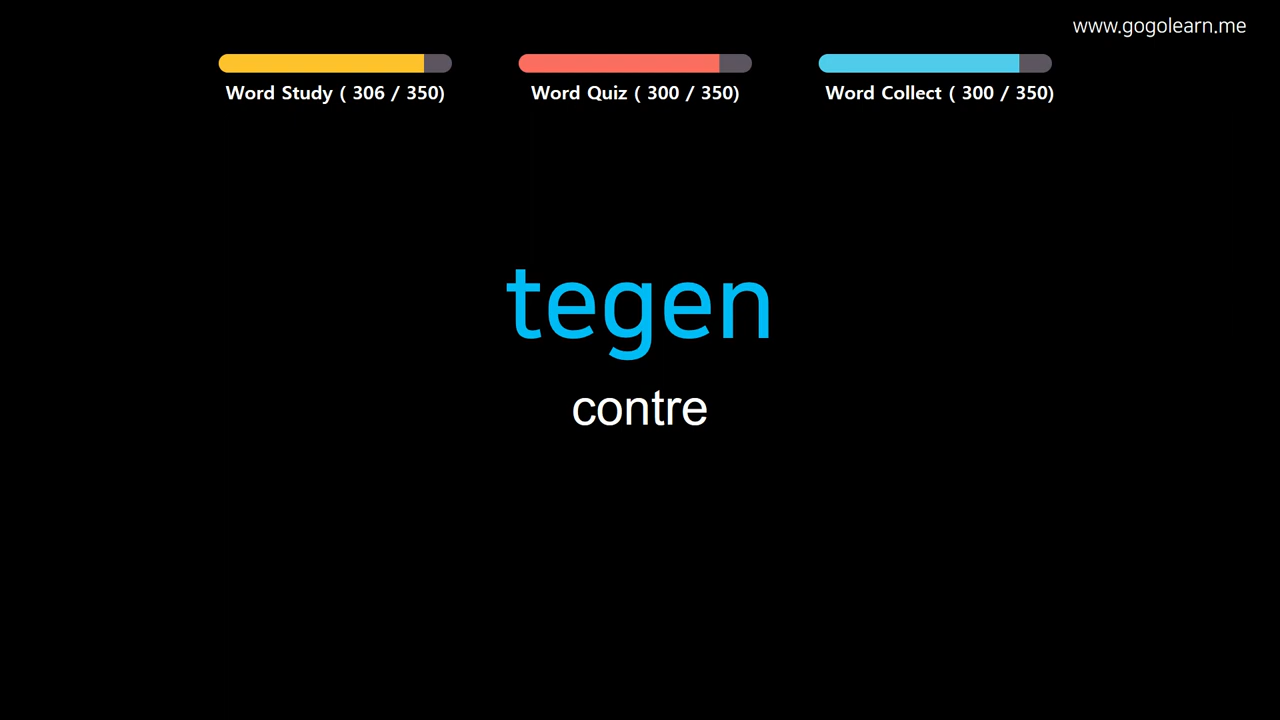 www.gogolearn.me
Word Study ( 306 / 350)
Word Quiz ( 300 / 350)
Word Collect ( 300 / 350)
tegen
contre